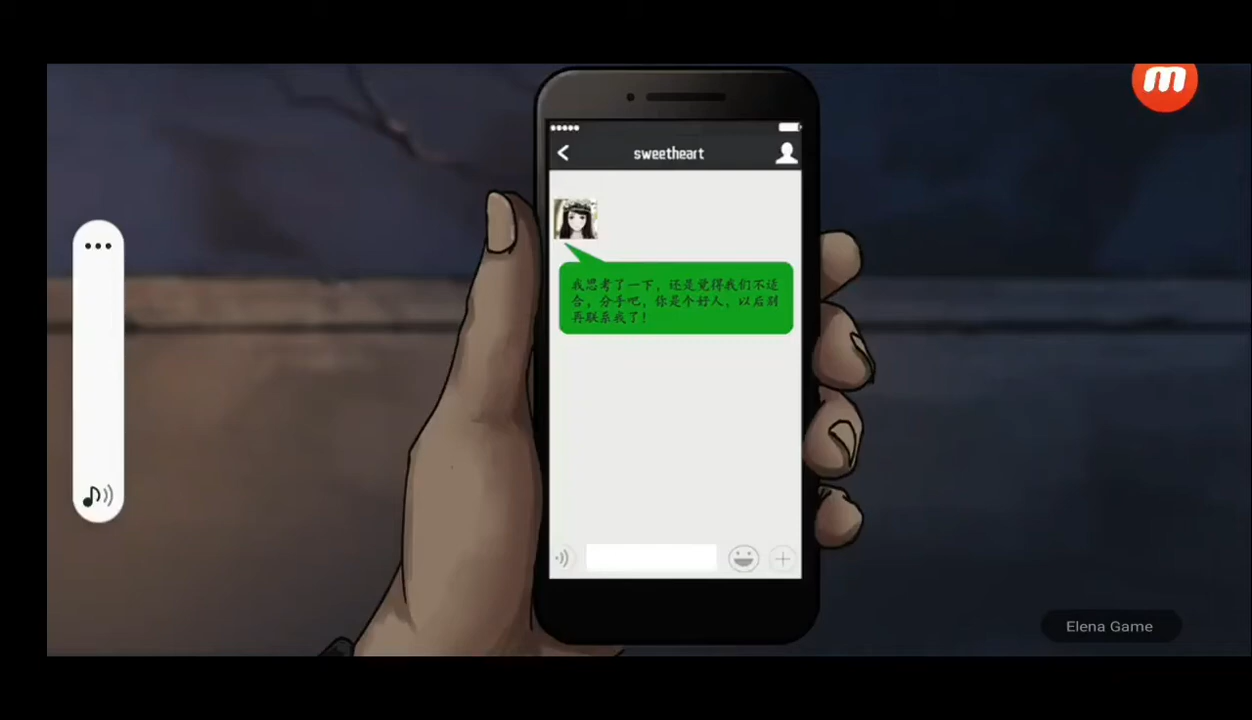 m
sweetheart
我思考了一下，还是觉得我们不适
合，分手吧，你是个好人，以后别
再联系我了！
Elena Game